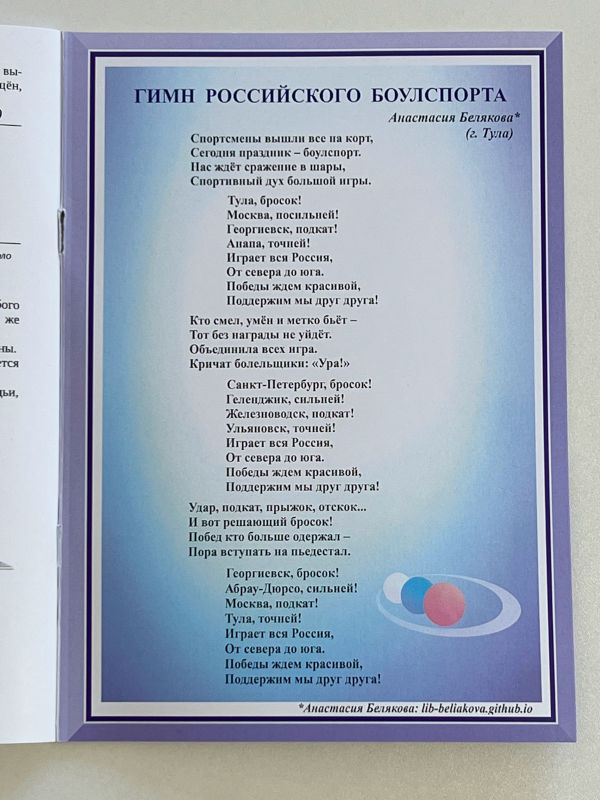 вы-
щён,
ло
ого
же
ны.
ется
дьи,
ГИМН РОССИЙСКОГО БОУЛСПОРТА
Анастасия Белякова*
(г. Тула)
Спортсмены вышли все на корт,
Сегодня праздник – боулспорт.
Нас ждёт сражение в шары,
Спортивный дух большой игры.
Тула, бросок!
Москва, посильней!
Георгиевск, подкат!
Анапа, точней!
Играет вся Россия,
От севера до юга.
Победы ждем красивой,
Поддержим мы друг друга!
Кто смел, умён и метко бьёт –
Тот без награды не уйдёт.
Объединила всех игра.
Кричат болельщики: «Ура!»
Санкт-Петербург, бросок!
Геленджик, сильней!
Железноводск, подкат!
Ульяновск, точней!
Играет вся Россия,
От севера до юга.
Победы ждем красивой,
Поддержим мы друг друга!
Удар, подкат, прыжок, отскок...
И вот решающий бросок!
Побед кто больше одержал –
Пора вступать на пьедестал.
Георгиевск, бросок!
Абрау-Дюрсо, сильней!
Москва, подкат!
Тула, точней!
Играет вся Россия,
От севера до юга.
Победы ждем красивой,
Поддержим мы друг друга!
*Анастасия Белякова: lib-beliakova.github.io